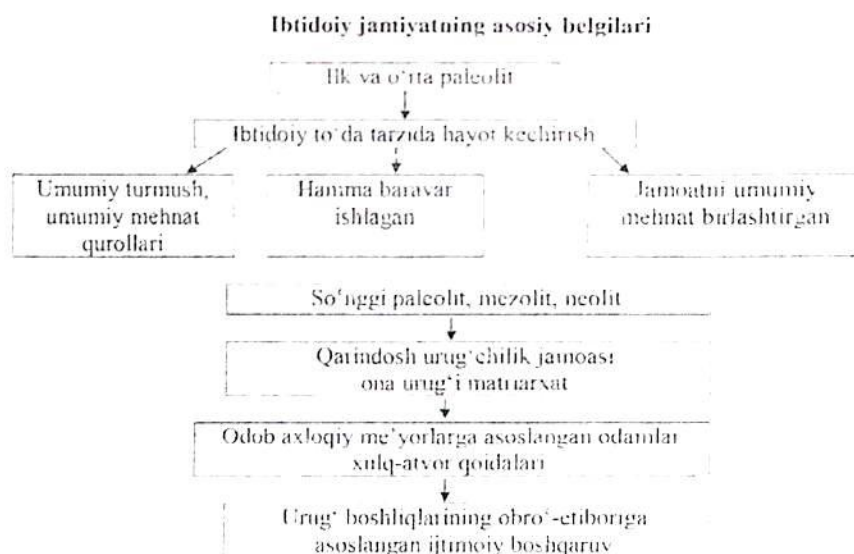 Ibtidoiy jamiyatning asosiy belgilari
Ilk va o‘rta paleolit
Ibtidoiy to‘da tarzida hayot kechirish
Umumiy turmush,
umumiy mehnat
qurollari
Hamma baravar
ishlagan
Jamoatni umumiy
mehnat birlashtirgan
So‘nggi paleolit, mezolit, neolit
Qarindosh urug‘chilik jamoasi
ona urug‘i matriarxat
Odob axloqiy me’yorlarga asoslangan odamlar
xulq-atvor qoidalari
Urug‘ boshliqlarining obro‘-etiboriga
asoslangan ijtimoiy boshqaruv